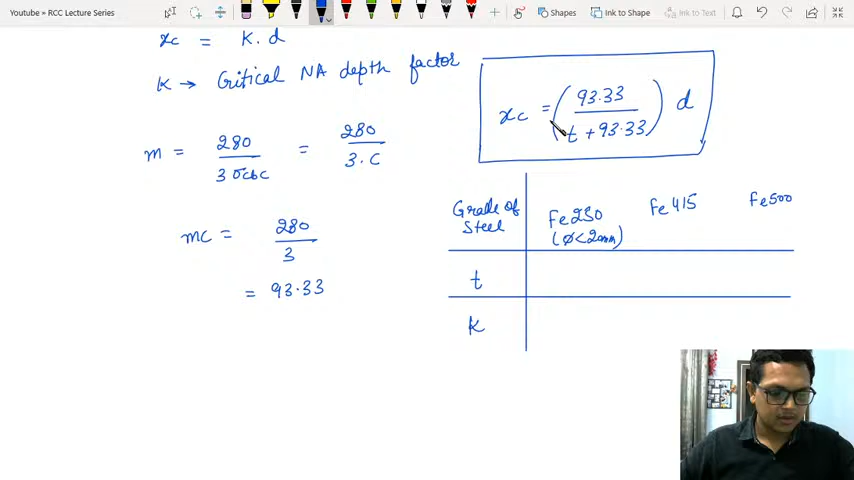 Youtube » RCC Lecture Series
Shapes
Ink to Shape
Ink to Text
xc = K. d
K → Critical NA depth factor
m = 280 / 3 σcbc = 280 / 3. C
mc = 280 / 3
= 93.33
xc = ( 93.33 / t + 93.33 ) d
Grade of Steel
Fe250 (φ<2mm)
Fe415
Fe500
t
K